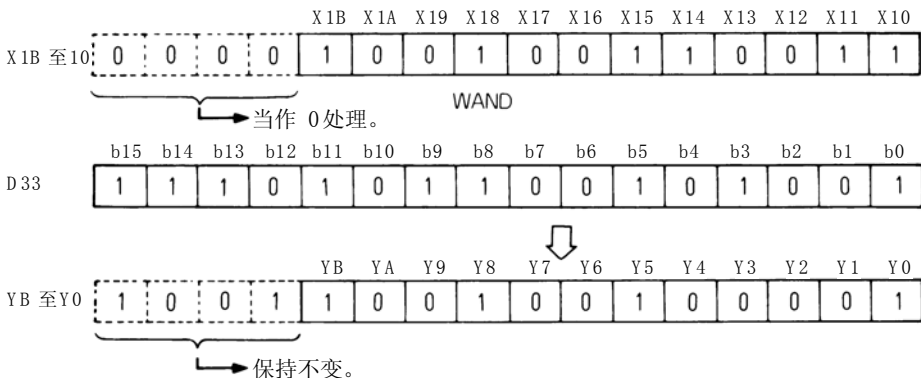 X1B X1A X19 X18 X17 X16 X15 X14 X13 X12 X11 X10
X1B 至10 0 0 0 0 1 0 0 1 0 0 1 1 0 0 1 1
WAND
当作 0处理。
b15 b14 b13 b12 b11 b10 b9 b8 b7 b6 b5 b4 b3 b2 b1 b0
D33 1 1 1 0 1 0 1 1 0 0 1 0 1 0 0 1
YB YA Y9 Y8 Y7 Y6 Y5 Y4 Y3 Y2 Y1 Y0
YB 至Y0 1 0 0 1 1 0 0 1 0 0 1 0 0 0 0 1
保持不变。